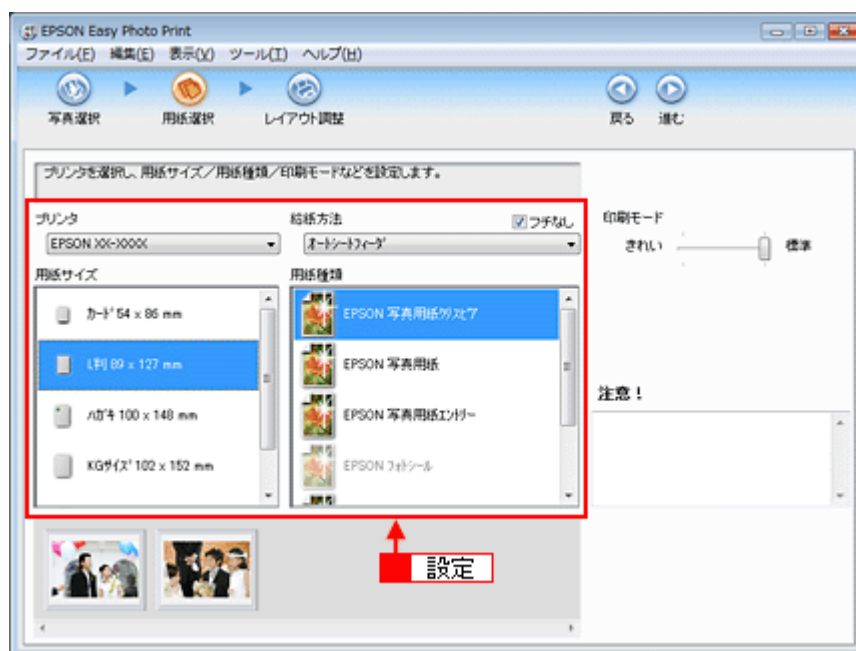 EPSON Easy Photo Print
ファイル(F) 編集(E) 表示(V) ツール(T) ヘルプ(H)
写真選択 用紙選択 レイアウト調整 戻る 進む
プリンタを選択し、用紙サイズ/用紙種類/印刷モードなどを設定します。
プリンタ 給紙方法 フチなし 印刷モード
EPSON XX-XXXX オートシートフィーダ きれい 標準
用紙サイズ 用紙種類
カード 54 x 86 mm EPSON 写真用紙クリスピア
L判 89 x 127 mm EPSON 写真用紙
注意！
ハガキ 100 x 148 mm EPSON 写真用紙エントリー
KGサイズ 102 x 152 mm EPSON フォトシール
設定